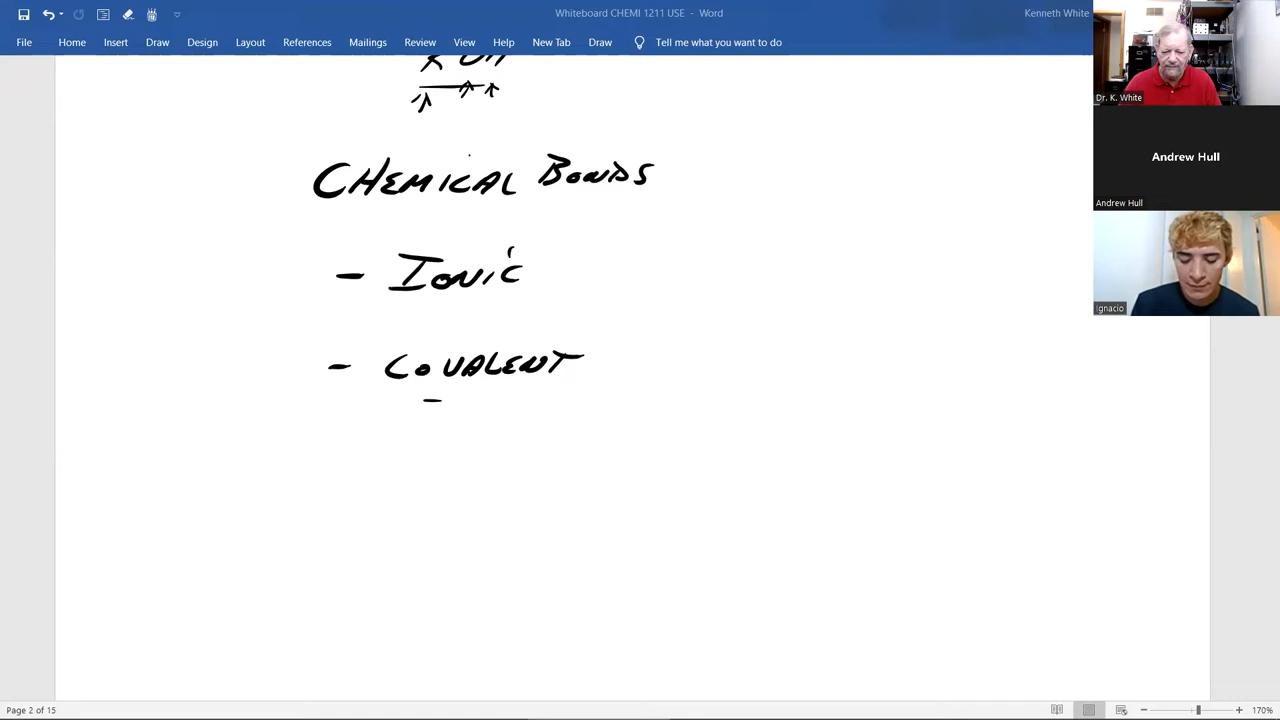 Whiteboard CHEMI 1211 USE - Word
Kenneth White
File Home Insert Draw Design Layout References Mailings Review View Help New Tab Draw Tell me what you want to do
CHEMICAL BONDS
- IONIC
- COVALENT
-
Dr. K. White
Andrew Hull
Andrew Hull
Ignacio
Page 2 of 15
170%